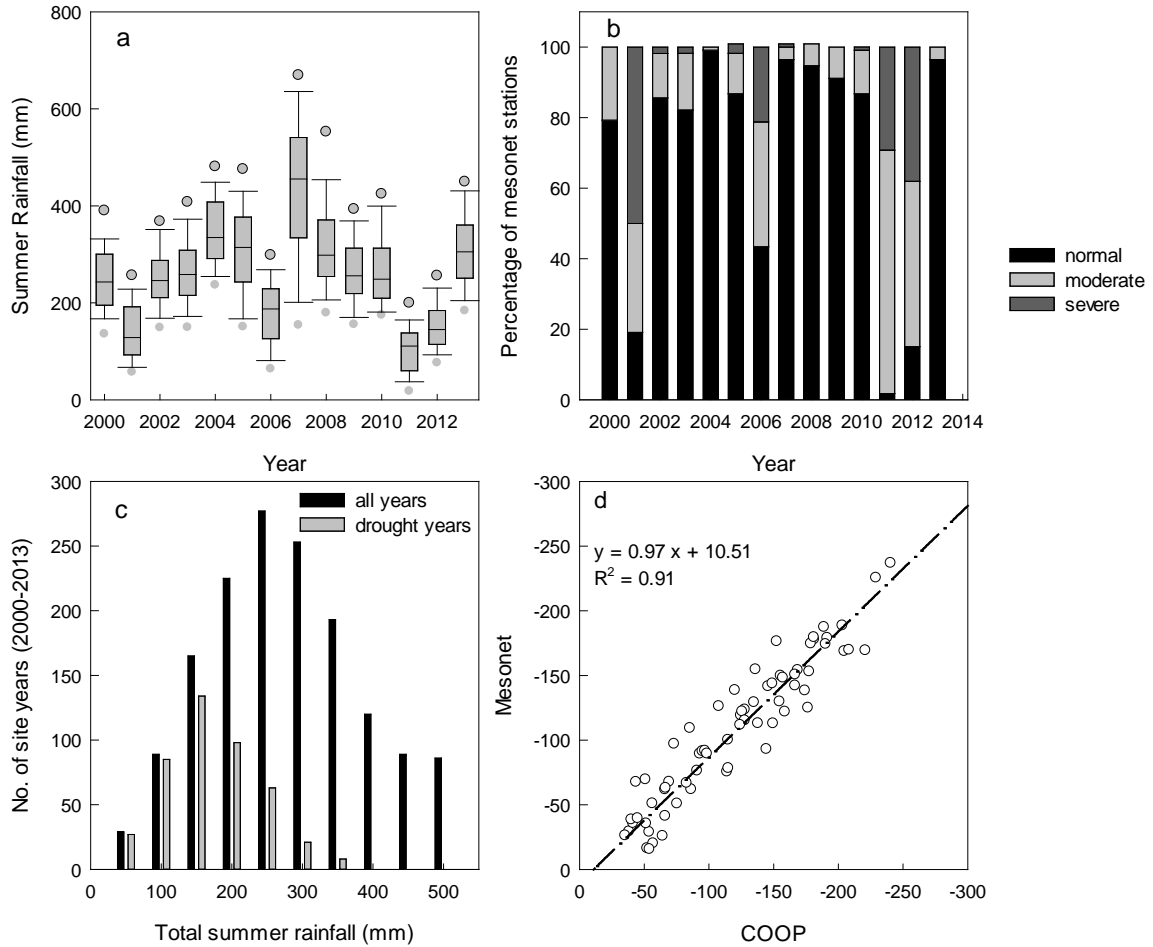 a
Summer Rainfall (mm)
800
600
400
200
0
2000 2002 2004 2006 2008 2010 2012
Year
b
Percentage of mesonet stations
100
80
60
40
20
0
2000 2002 2004 2006 2008 2010 2012 2014
Year
normal
moderate
severe
c
all years
drought years
No. of site years (2000-2013)
300
250
200
150
100
50
0
0 100 200 300 400 500
Total summer rainfall (mm)
d
y = 0.97 x + 10.51
R² = 0.91
Mesonet
-300
-250
-200
-150
-100
-50
0
0 -50 -100 -150 -200 -250 -300
COOP